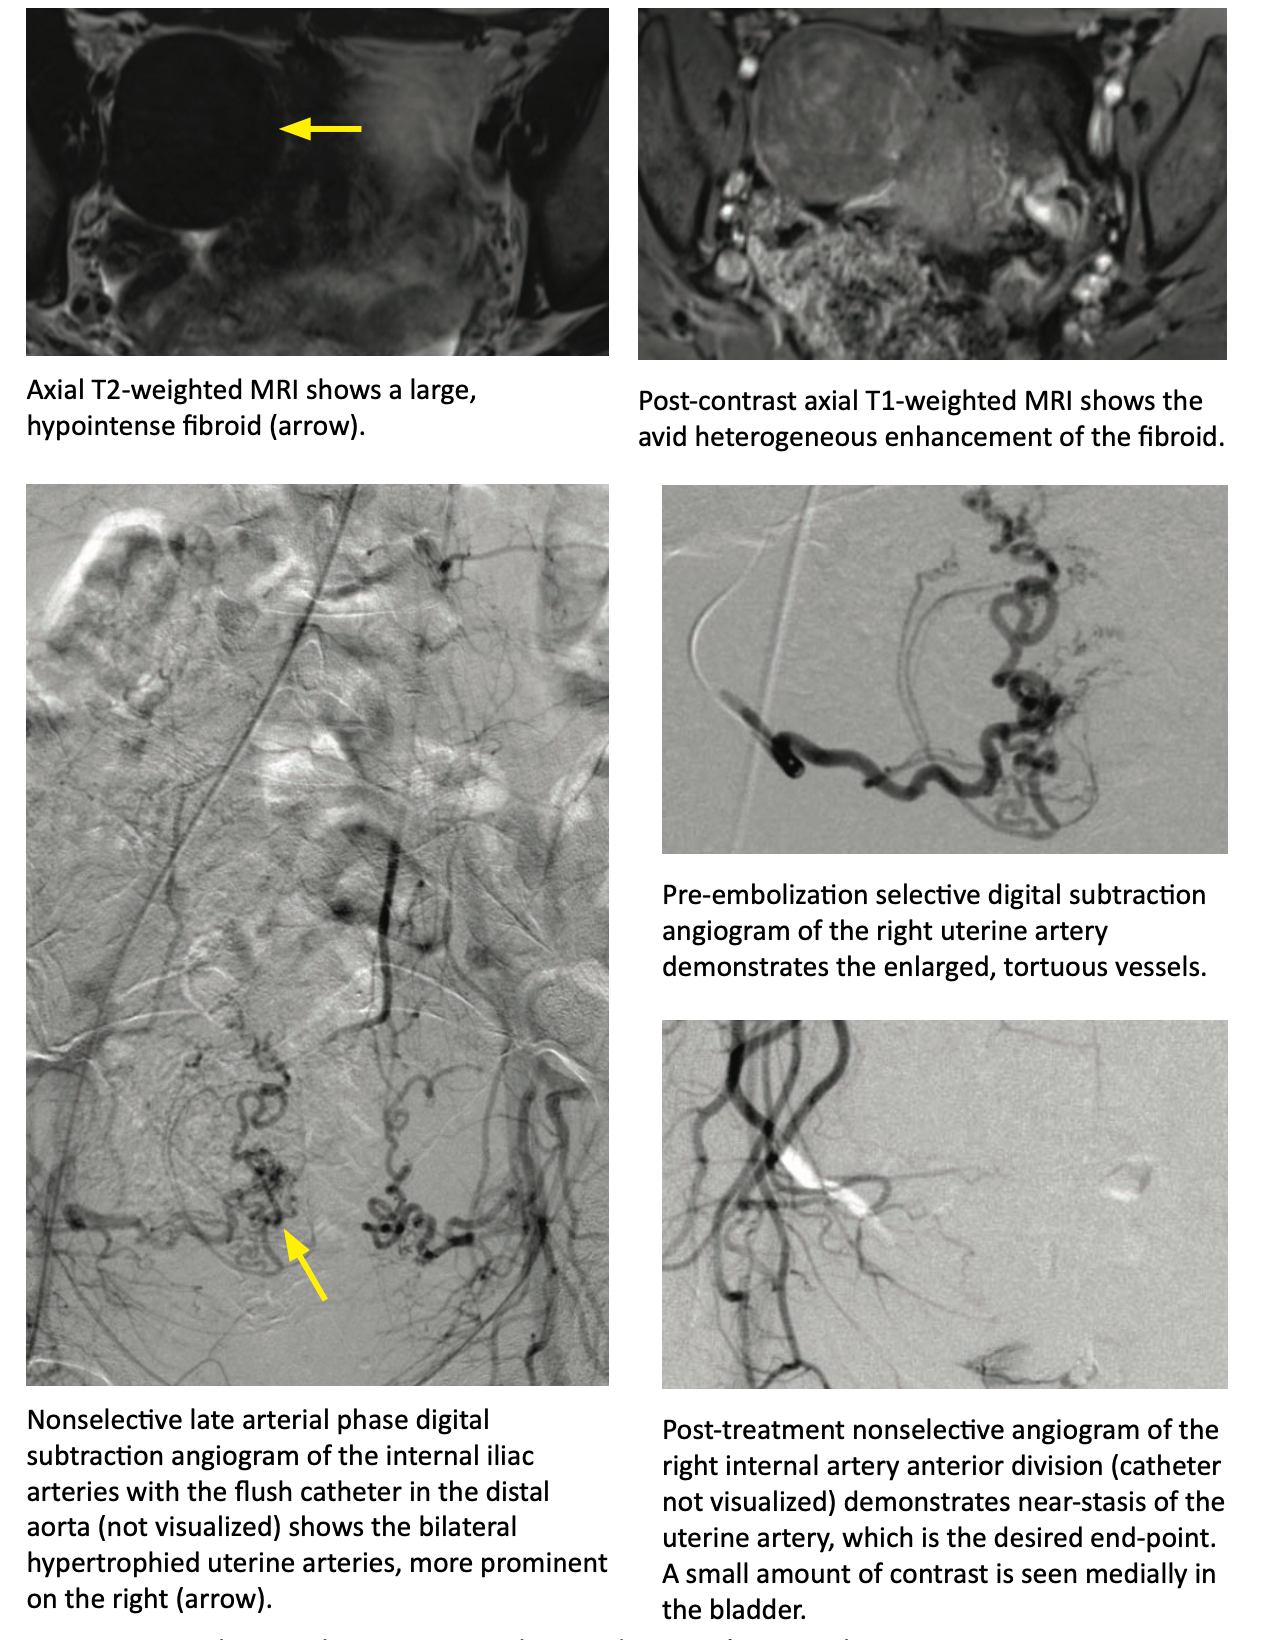 Axial T2-weighted MRI shows a large,
hypointense fibroid (arrow).
Post-contrast axial T1-weighted MRI shows the
avid heterogeneous enhancement of the fibroid.
Pre-embolization selective digital subtraction
angiogram of the right uterine artery
demonstrates the enlarged, tortuous vessels.
Nonselective late arterial phase digital
subtraction angiogram of the internal iliac
arteries with the flush catheter in the distal
aorta (not visualized) shows the bilateral
hypertrophied uterine arteries, more prominent
on the right (arrow).
Post-treatment nonselective angiogram of the
right internal artery anterior division (catheter
not visualized) demonstrates near-stasis of the
uterine artery, which is the desired end-point.
A small amount of contrast is seen medially in
the bladder.